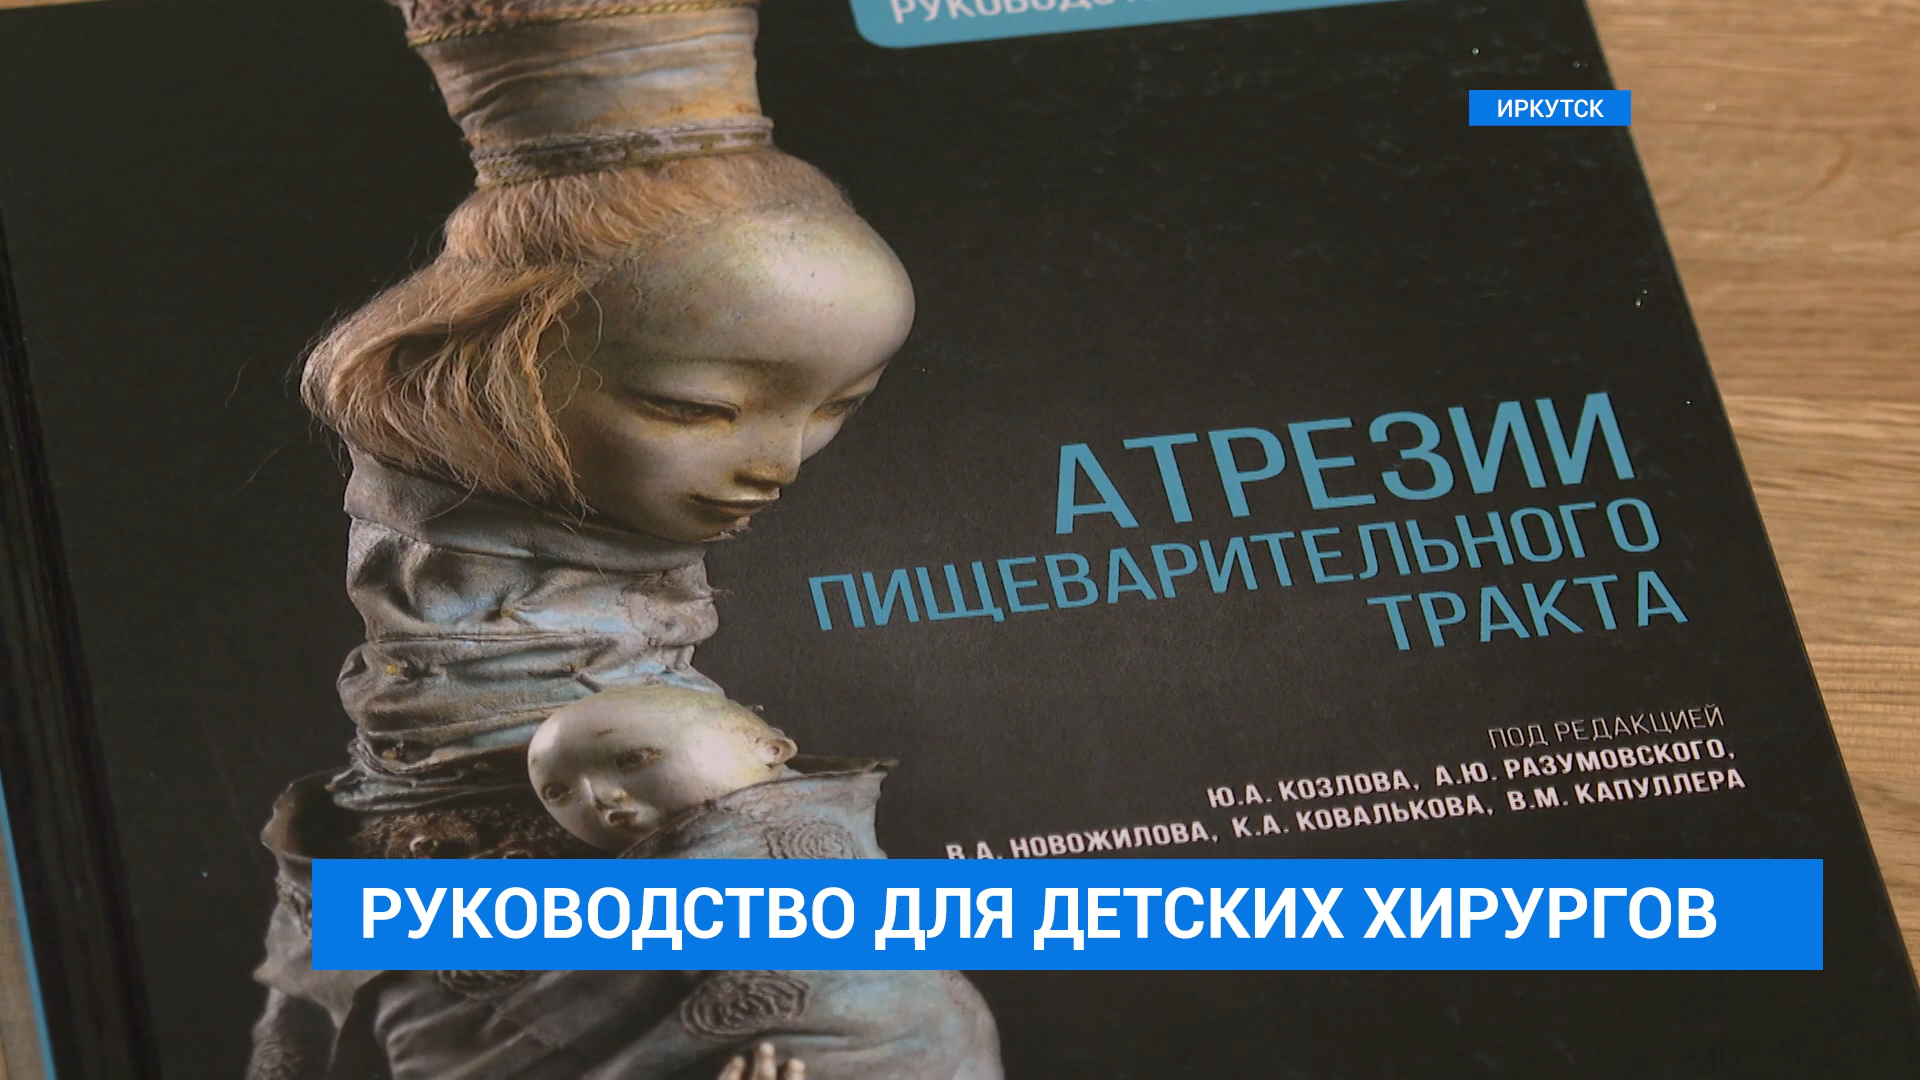 ИРКУТСК
АТРЕЗИИ
ПИЩЕВАРИТЕЛЬНОГО
ТРАКТА
ПОД РЕДАКЦИЕЙ
Ю.А. КОЗЛОВА, А.Ю. РАЗУМОВСКОГО,
В.А. НОВОЖИЛОВА, К.А. КОВАЛЬКОВА, В.М. КАПУЛЛЕРА
РУКОВОДСТВО ДЛЯ ДЕТСКИХ ХИРУРГОВ